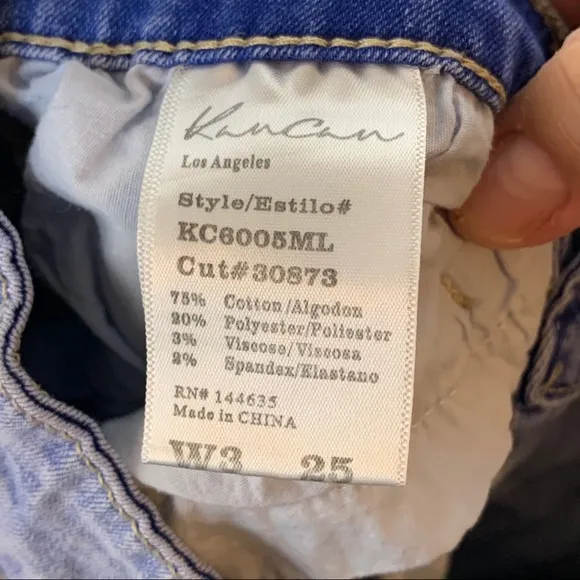 KanCan
Los Angeles
Style/Estilo#
KC6005ML
Cut#30873
75% Cotton/Algodon
20% Polyester/Poliester
3% Viscose/Viscosa
2% Spandex/Elastano
RN# 144635
Made in CHINA
W3 25